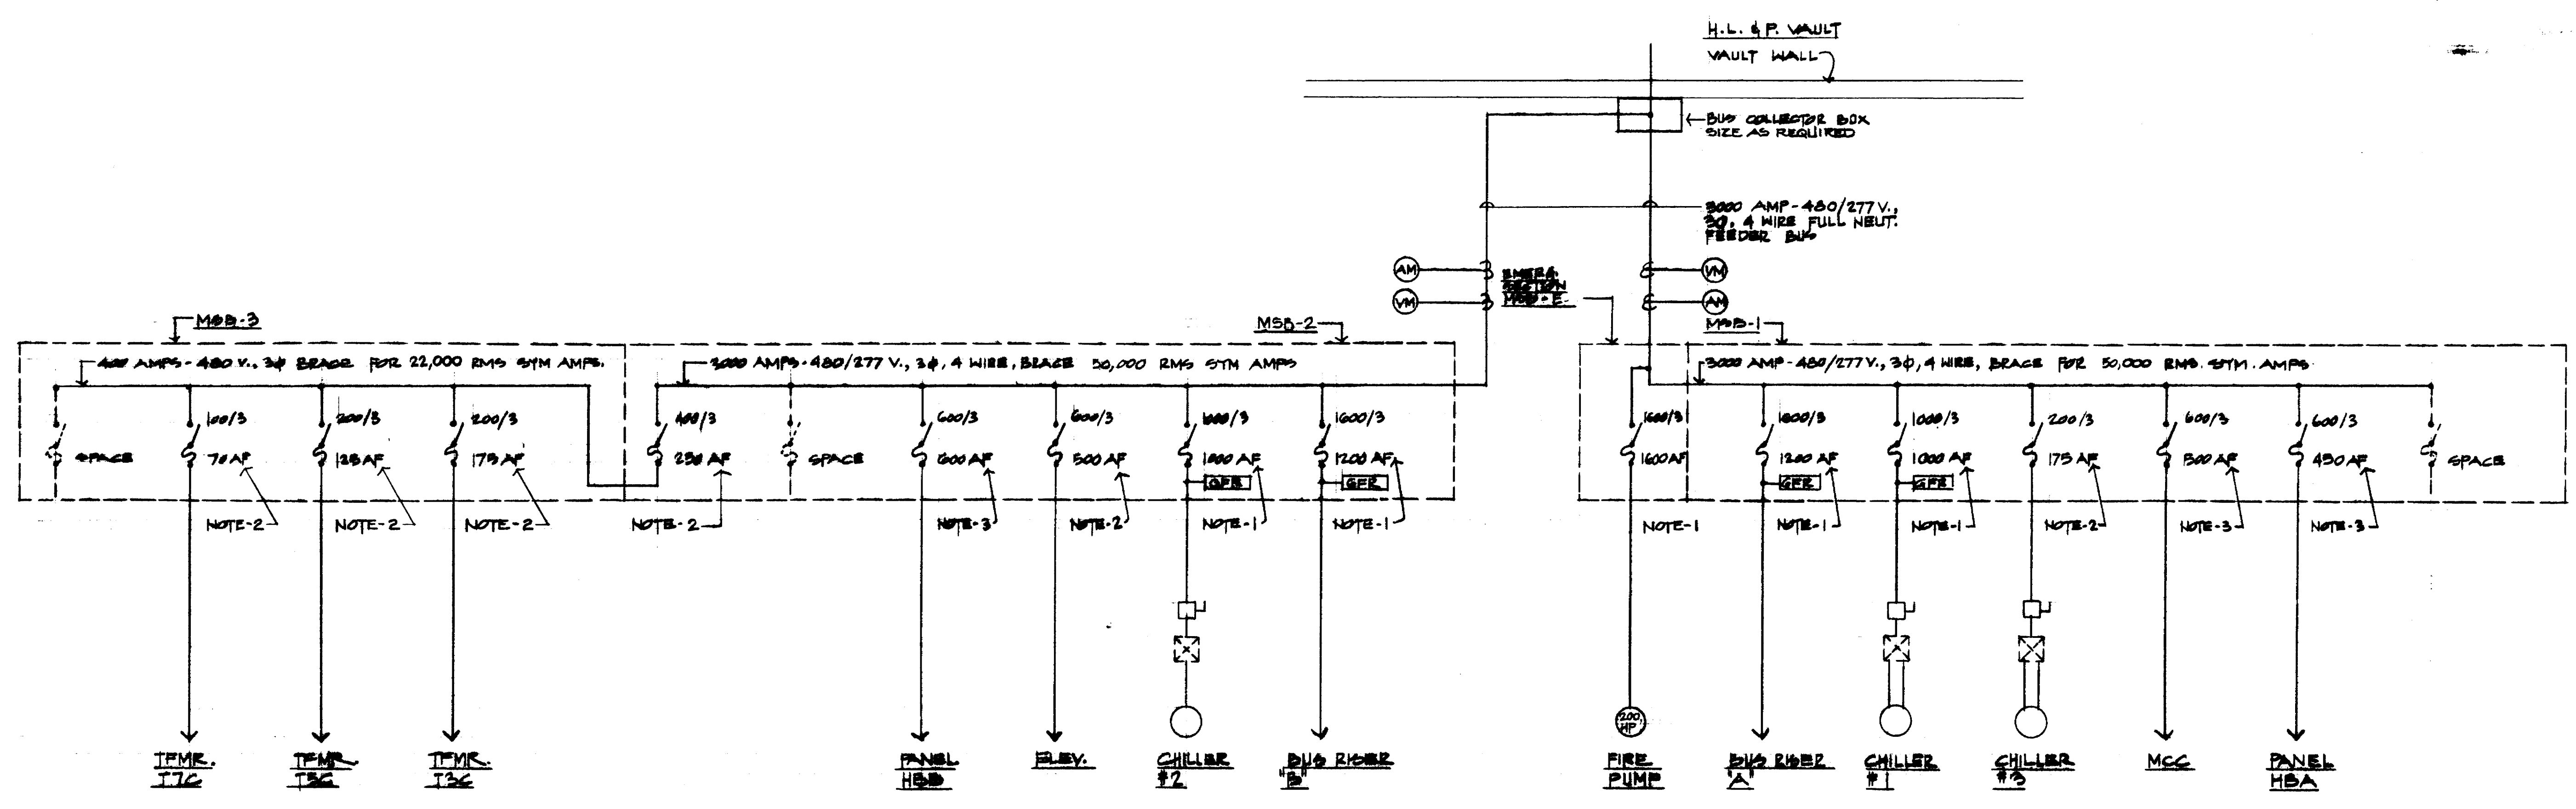 H.L. & P. VAULT
VAULT WALL
BUS COLLECTOR BOX
SIZE AS REQUIRED
3000 AMP-480/277 V.,
3Ø, 4 WIRE FULL NEUT.
FEEDER BUS
AM
VM
EMERG.
SECTION
MSB-E
VM
AM
MSB-3
MSB-2
MSB-1
400 AMPS-480 V., 3Ø BRACE FOR 22,000 RMS SYM AMPS.
3000 AMPS-480/277 V., 3Ø, 4 WIRE, BRACE 50,000 RMS SYM AMPS
3000 AMP-480/277V., 3Ø, 4 WIRE, BRACE FOR 50,000 RMS. SYM. AMPS.
100/3
200/3
200/3
400/3
600/3
600/3
1600/3
1600/3
1000/3
200/3
600/3
600/3
SPACE
70 AF
125 AF
175 AF
250 AF
SPACE
600 AF
500 AF
1000 AF
1200 AF
1600 AF
1200 AF
1000 AF
175 AF
500 AF
450 AF
SPACE
GFR
GFR
GFR
GFR
NOTE-2
NOTE-2
NOTE-2
NOTE-2
NOTE-3
NOTE-2
NOTE-1
NOTE-1
NOTE-1
NOTE-1
NOTE-1
NOTE-2
NOTE-3
NOTE-3
200
HP
TFMR.
T7C
TFMR.
T5C
TFMR.
T3C
PANEL
HBB
ELEV.
CHILLER
#2
BUS RISER
"B"
FIRE
PUMP
BUS RISER
"A"
CHILLER
#1
CHILLER
#3
MCC
PANEL
HBA